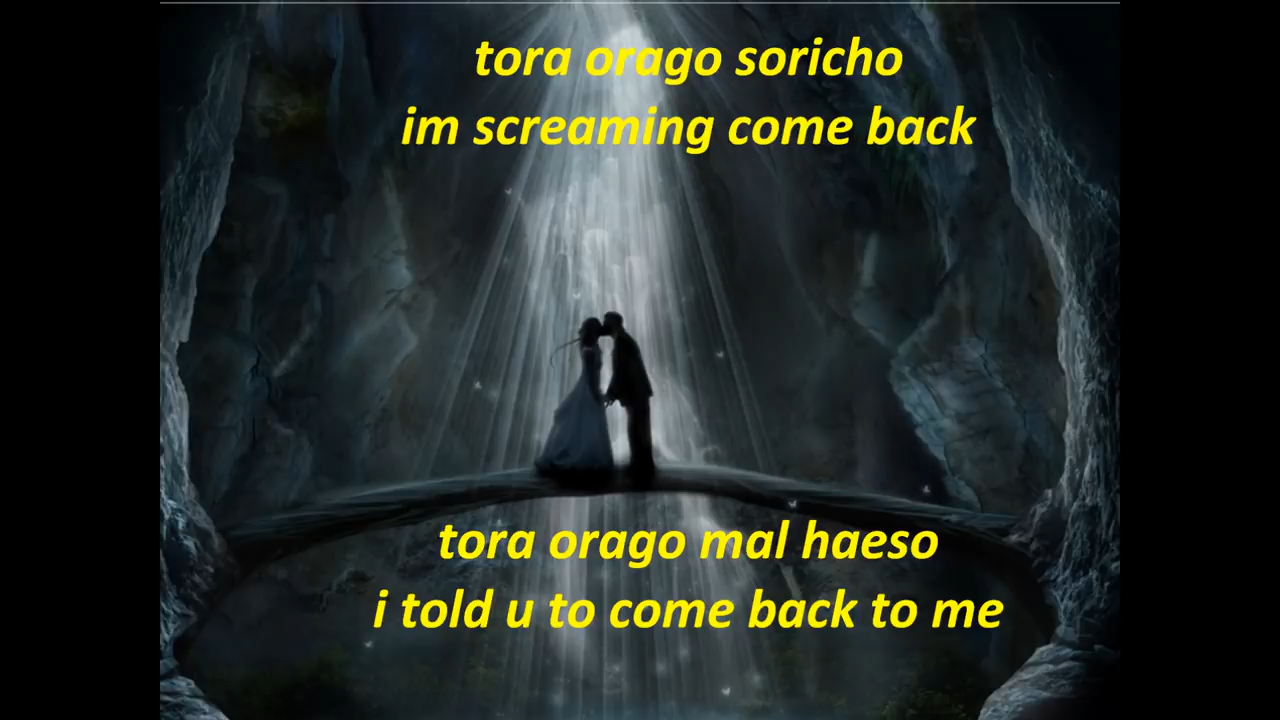 tora orago soricho
im screaming come back
tora orago mal haeso
i told u to come back to me